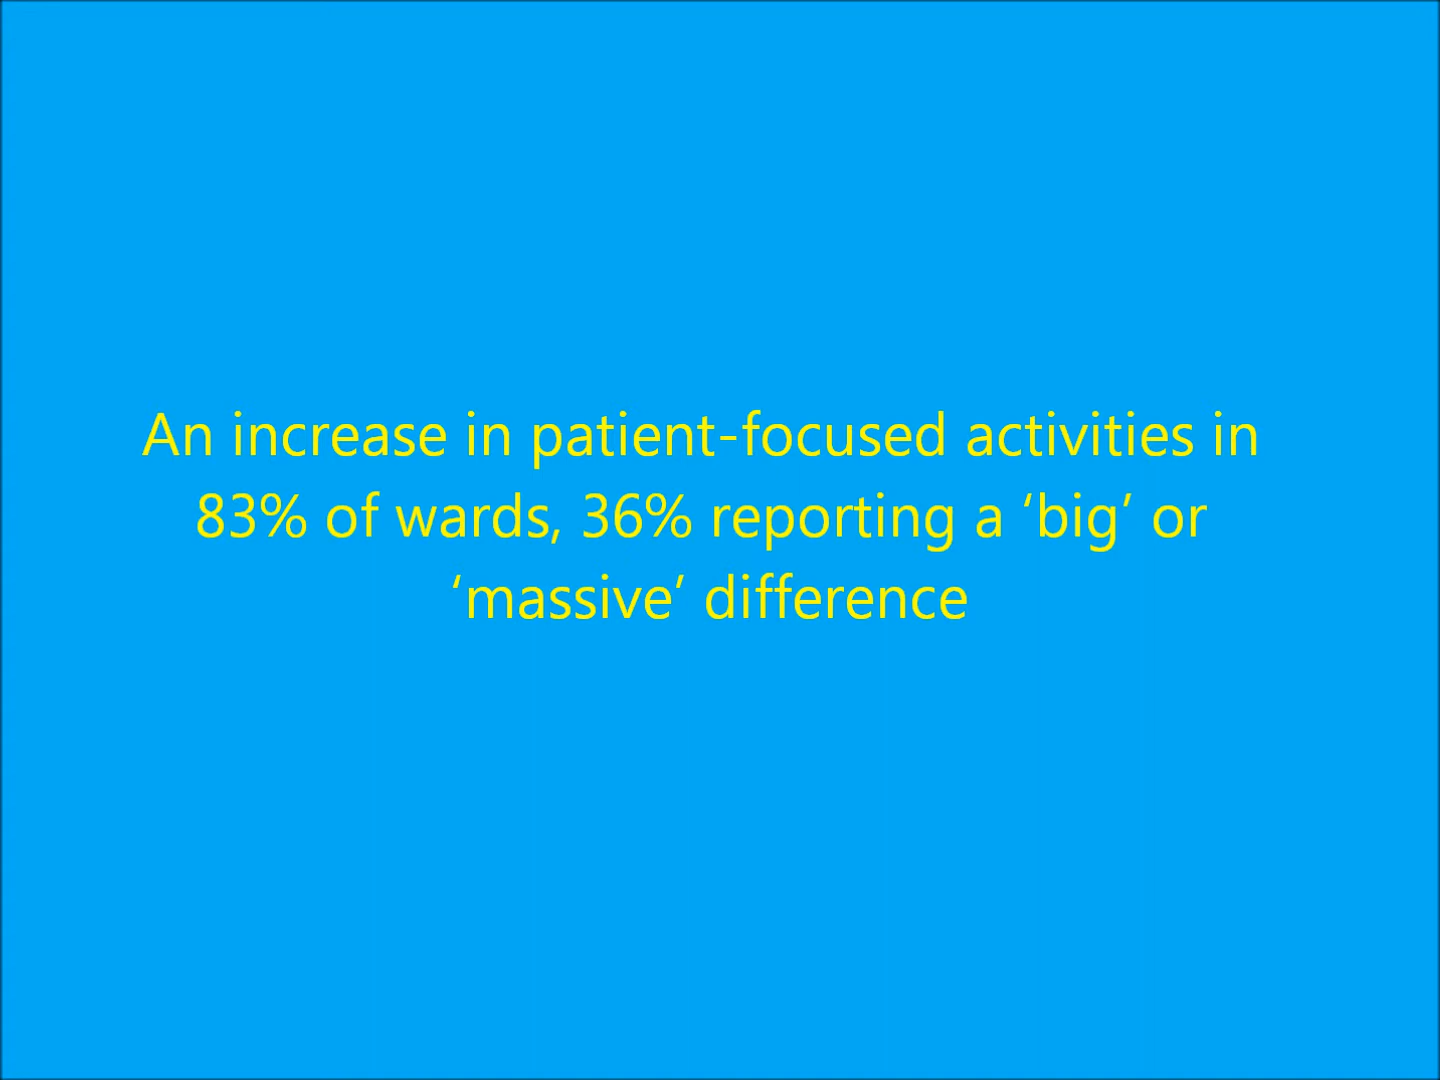 An increase in patient-focused activities in
83% of wards, 36% reporting a ‘big’ or
‘massive’ difference